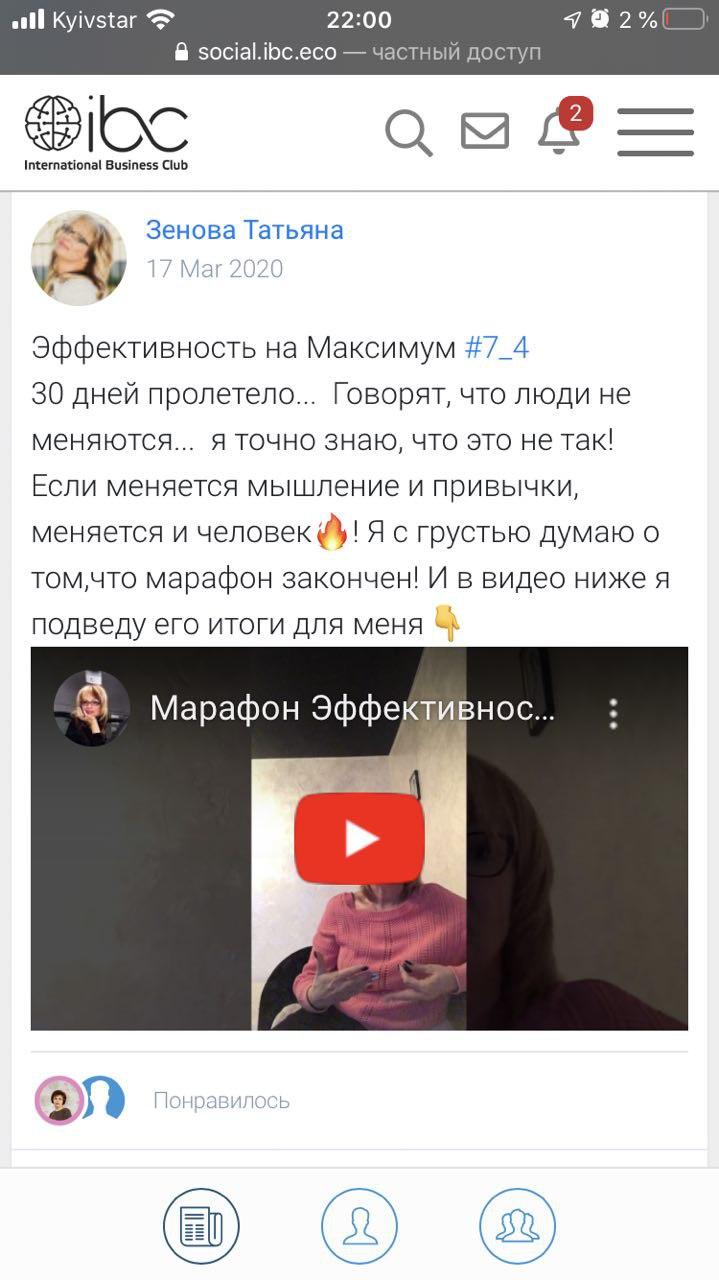 Kyivstar 22:00 2 %
social.ibc.eco — частный доступ
ibc
International Business Club
2
Зенова Татьяна
17 Mar 2020
Эффективность на Максимум #7_4
30 дней пролетело... Говорят, что люди не
меняются... я точно знаю, что это не так!
Если меняется мышление и привычки,
меняется и человек🔥! Я с грустью думаю о
том,что марафон закончен! И в видео ниже я
подведу его итоги для меня 👇
Марафон Эффективнос...
Понравилось